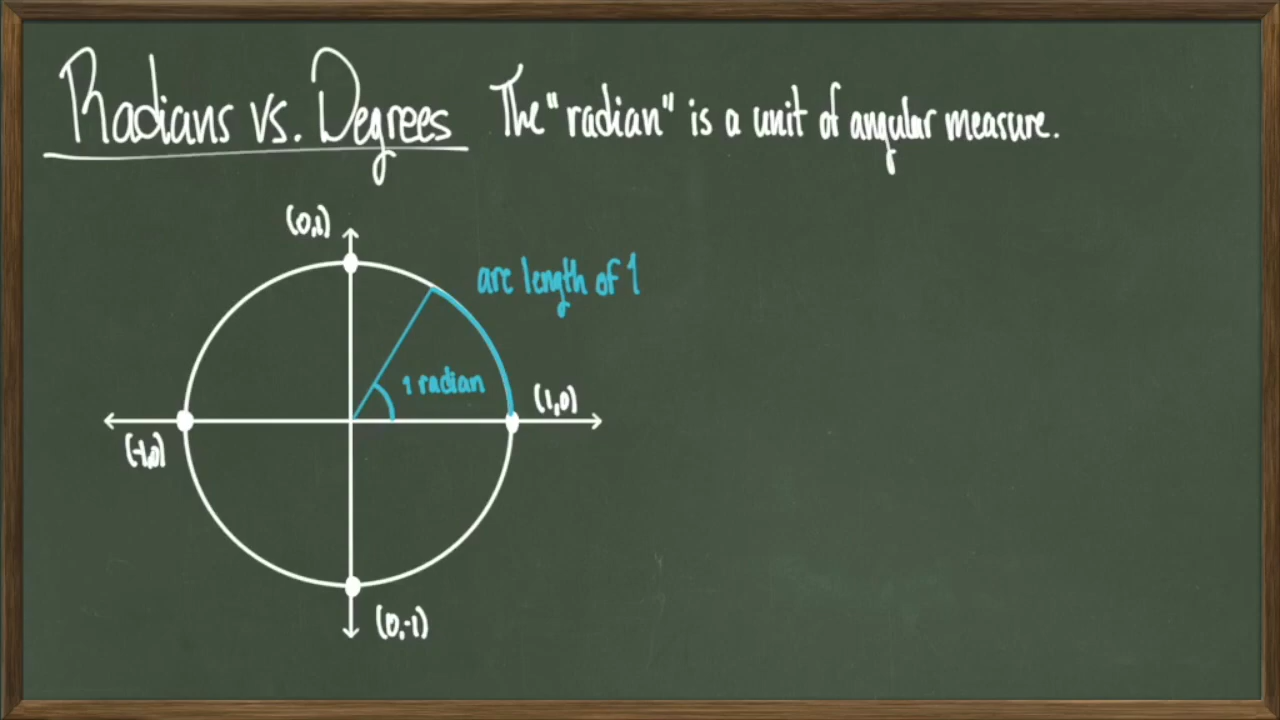 Radians vs. Degrees
The "radian" is a unit of angular measure.
(0,1)
arc length of 1
1 radian
(1,0)
(-1,0)
(0,-1)